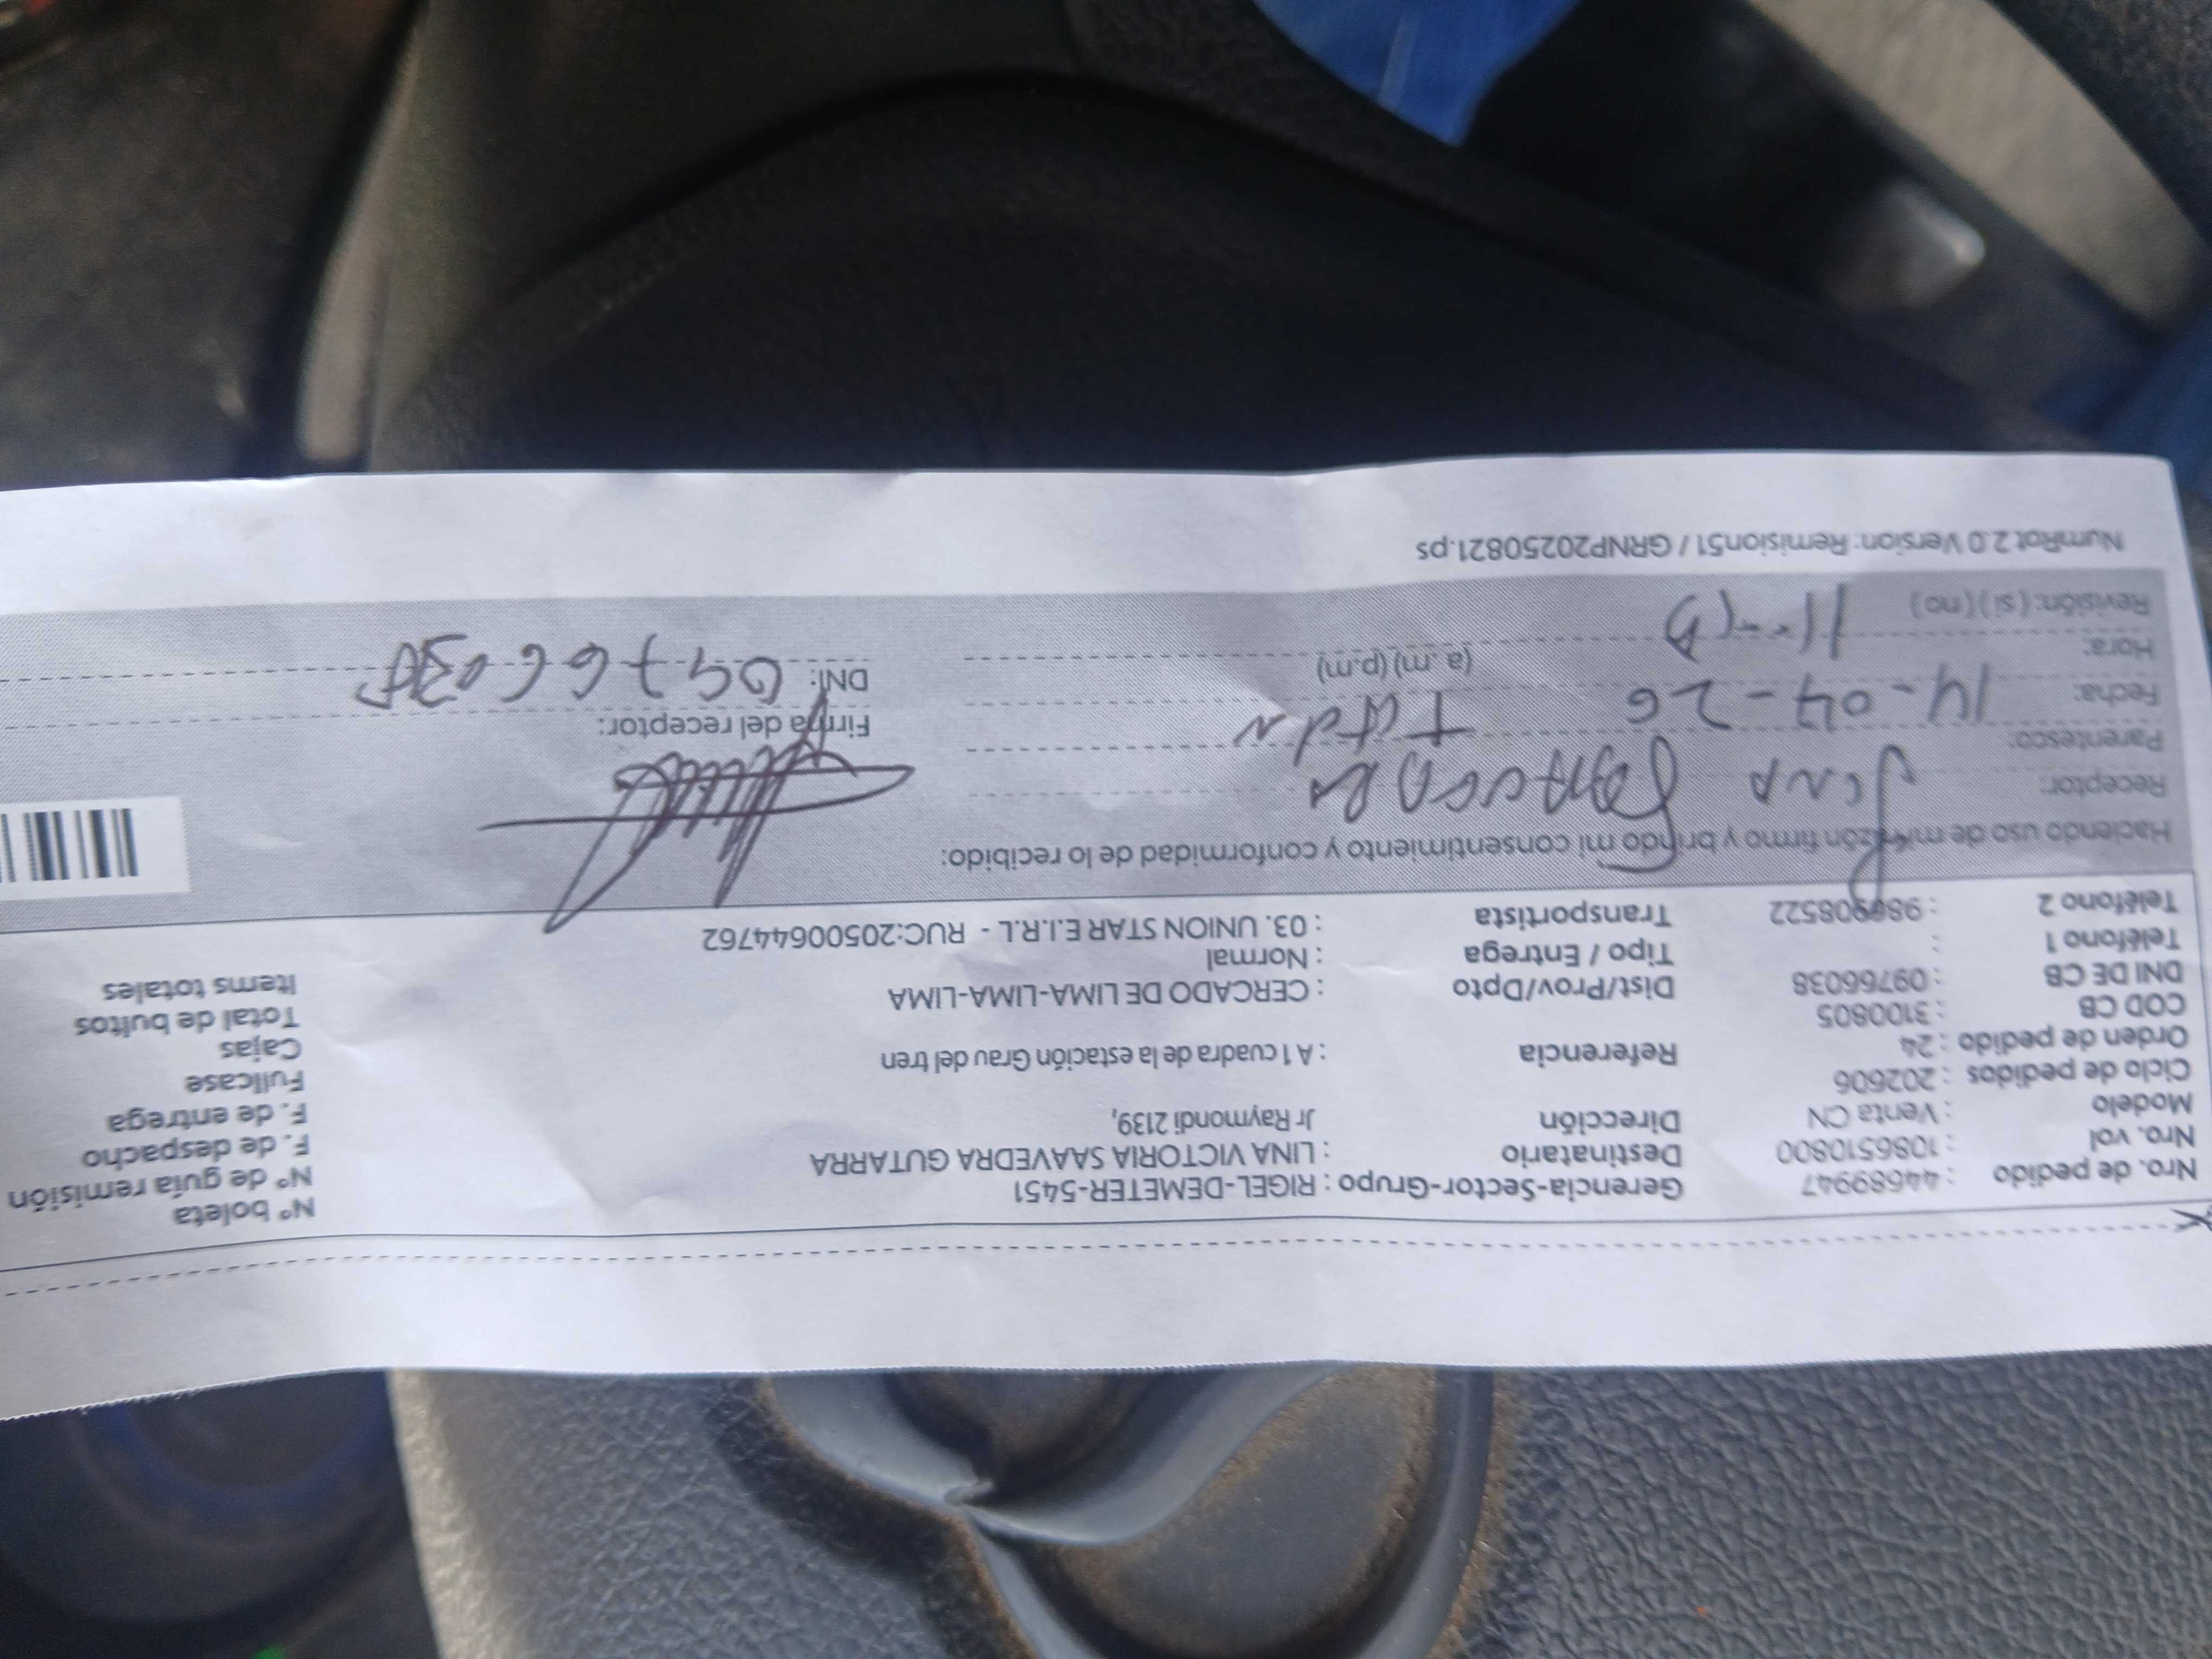 Nro. de pedido : 44689947 Gerencia-Sector-Grupo : RIGEL-DEMETER-5451 N° boleta
Nro. vol : 1086510800 Destinatario : LINA VICTORIA SAAVEDRA GUTARRA N° de guía remisión
Modelo : Venta CN Dirección Jr Raymondi 2139, F. de despacho
Ciclo de pedidos : 202606 F. de entrega
Orden de pedido : 24 Referencia : A 1 cuadra de la estación Grau del tren Fullcase
COD CB : 3100805 Cajas
DNI DE CB : 09766038 Dist/Prov/Dpto : CERCADO DE LIMA-LIMA-LIMA Total de bultos
Teléfono 1 : Tipo / Entrega : Normal Items totales
Teléfono 2 : 986908522 Transportista : 03. UNION STAR E.I.R.L - RUC:20500644762
Haciendo uso de mi razón firmo y brindo mi consentimiento y conformidad de lo recibido:
Receptor:
Parentesco: Firma del receptor:
Fecha: 14-04-26 DNI: 09766038
Hora: (a. m) (p.m)
Revisión: (si) (no)
NumRot 2.0 Version: Remision51 / GRNP20250821.ps